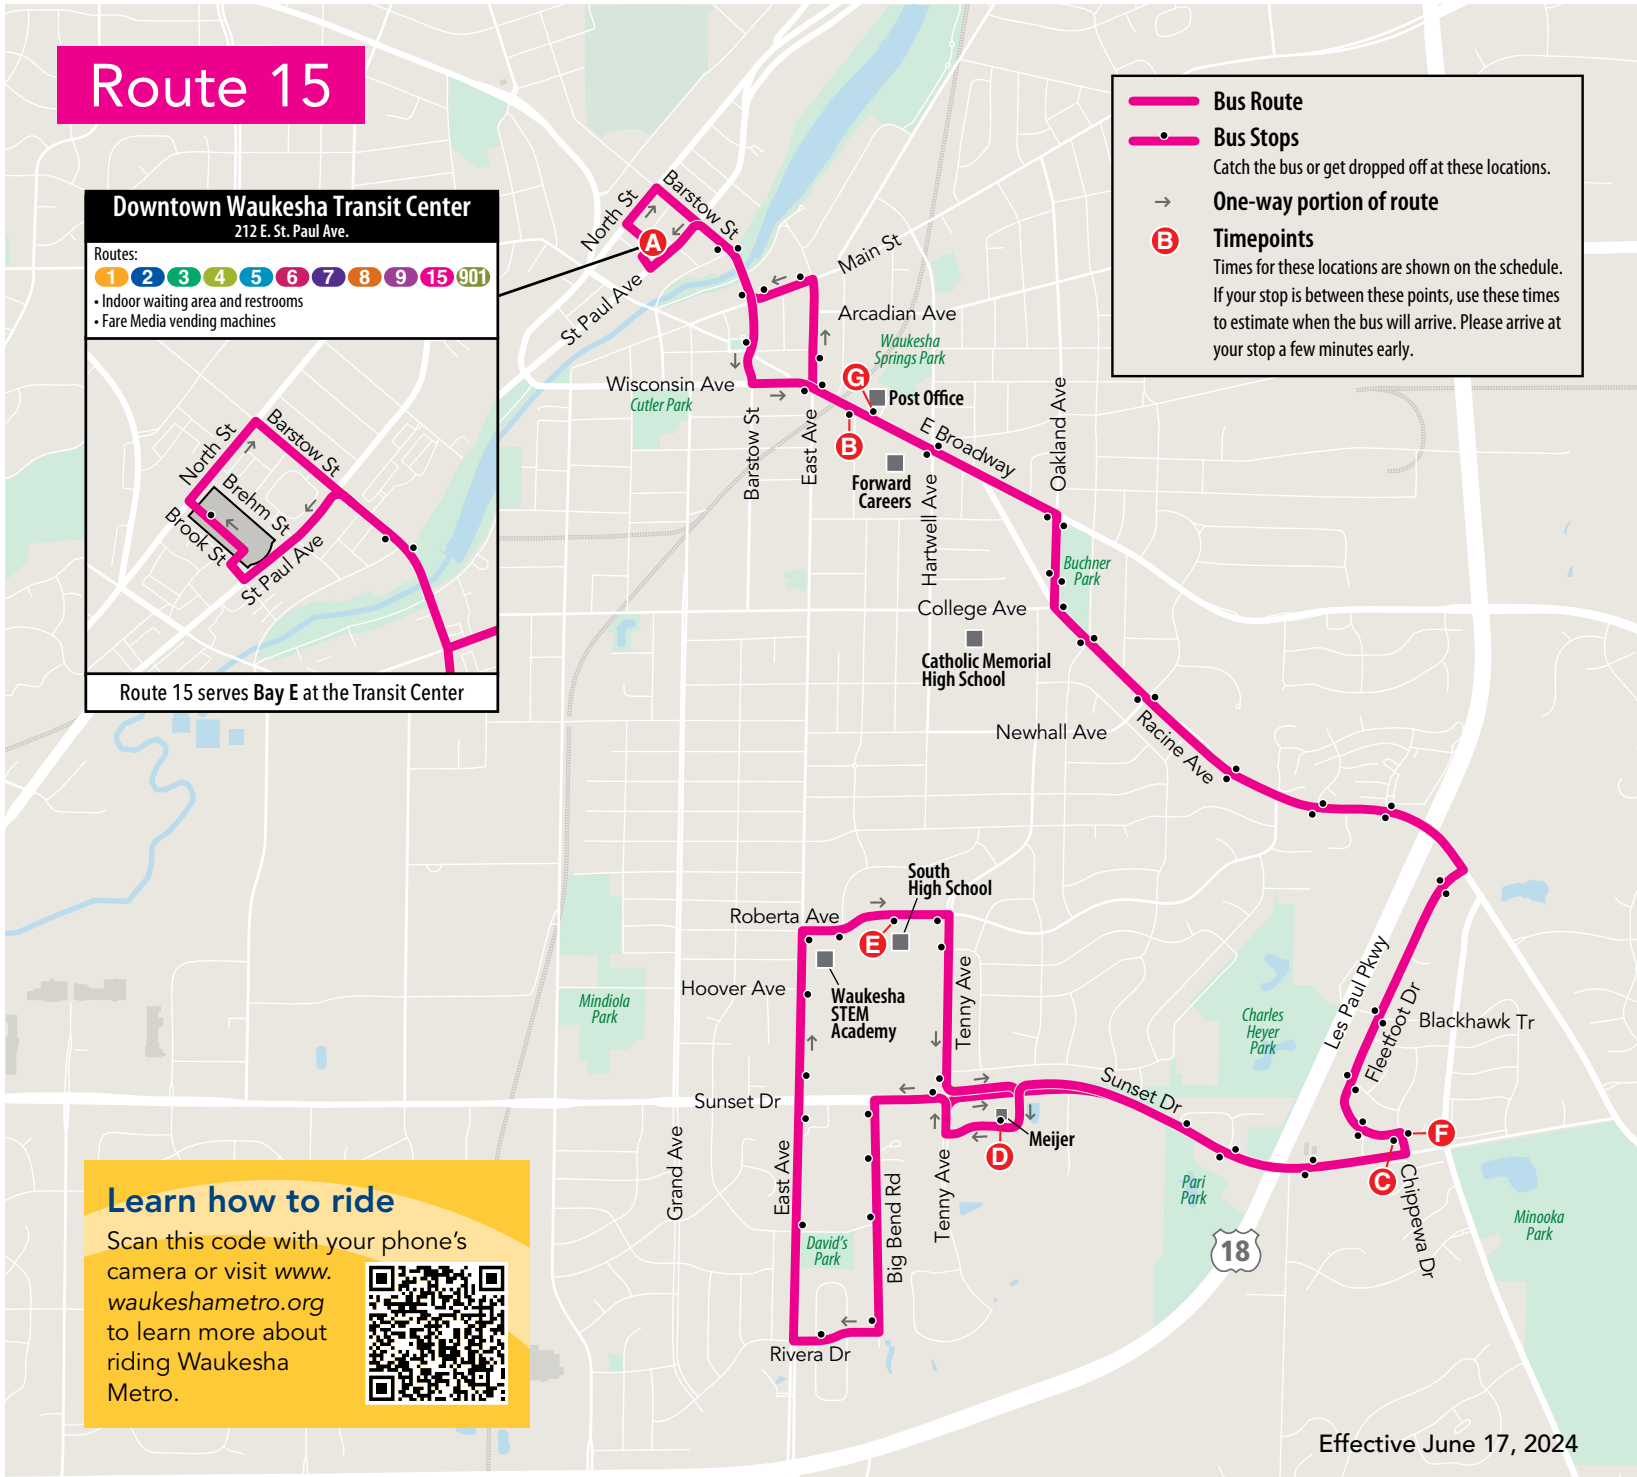 Route 15
Bus Route
Bus Stops
Catch the bus or get dropped off at these locations.
One-way portion of route
B
Timepoints
Times for these locations are shown on the schedule.
If your stop is between these points, use these times
to estimate when the bus will arrive. Please arrive at
your stop a few minutes early.
Downtown Waukesha Transit Center
212 E. St. Paul Ave.
Routes:
1 2 3 4 5 6 7 8 9 15 901
• Indoor waiting area and restrooms
• Fare Media vending machines
North St
Barstow St
Brehm St
Brook St
St Paul Ave
Route 15 serves Bay E at the Transit Center
North St
Barstow St
A
St Paul Ave
Main St
Arcadian Ave
Waukesha
Springs Park
Wisconsin Ave
Cutler Park
G
Post Office
B
Barstow St
East Ave
E Broadway
Oakland Ave
Forward
Careers
Hartwell Ave
Buchner
Park
College Ave
Catholic Memorial
High School
Newhall Ave
Racine Ave
South
High School
Roberta Ave
E
Hoover Ave
Waukesha
STEM
Academy
Tenny Ave
Mindiola
Park
Charles
Heyer
Park
Les Paul Pkwy
Fleetfoot Dr
Blackhawk Tr
Sunset Dr
Sunset Dr
Meijer
D
F
C
Grand Ave
East Ave
Big Bend Rd
Tenny Ave
Pari
Park
Chippewa Dr
Minooka
Park
David's
Park
18
Rivera Dr
Learn how to ride
Scan this code with your phone's
camera or visit www.
waukeshametro.org
to learn more about
riding Waukesha
Metro.
Effective June 17, 2024